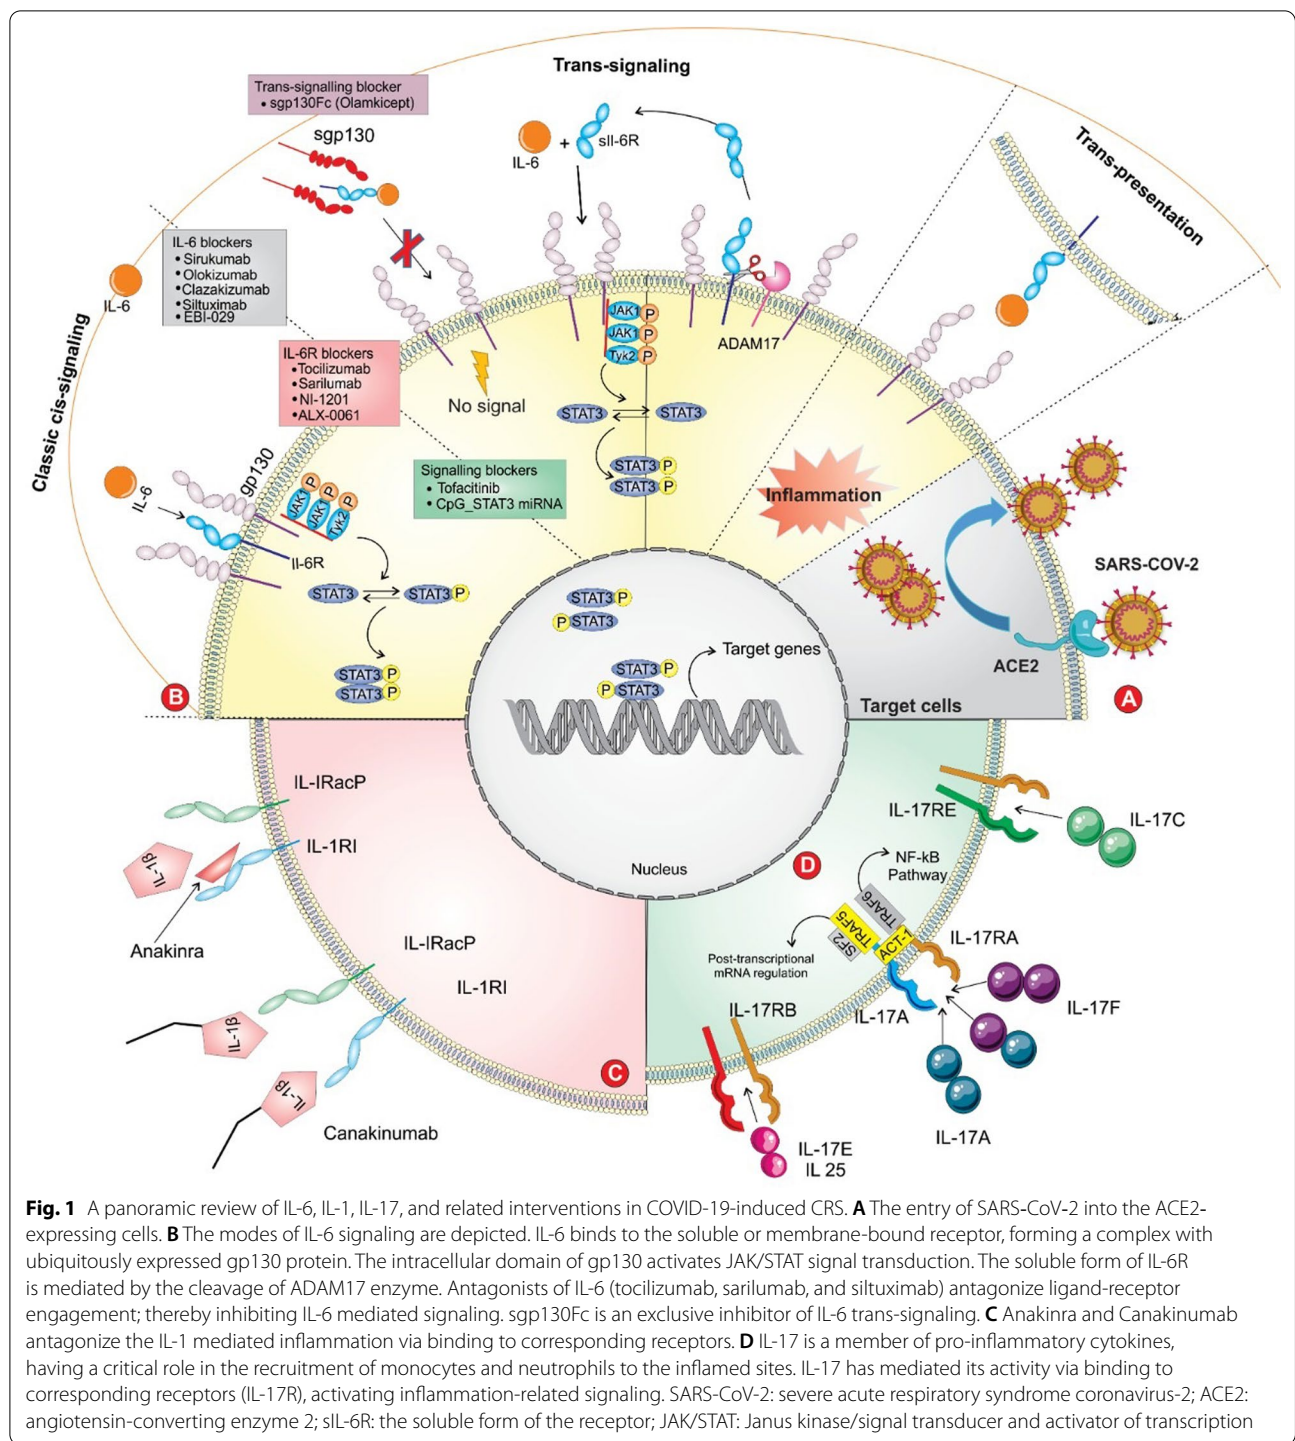 Trans-signaling
Trans-signalling blocker
• sgp130Fc (Olamkicept)
sgp130
IL-6
+
sIl-6R
Trans-presentation
IL-6 blockers
• Sirukumab
• Olokizumab
• Clazakizumab
• Siltuximab
• EBI-029
IL-6
Classic cis-signaling
IL-6R blockers
• Tocilizumab
• Sarilumab
• NI-1201
• ALX-0061
No signal
JAK1 P
JAK1 P
Tyk2 P
ADAM17
STAT3
STAT3
STAT3 P
STAT3 P
Signalling blockers
• Tofacitinib
• CpG_STAT3 miRNA
Inflammation
IL-6
gp130
JAK1 P
JAK1 P
Tyk2 P
Il-6R
STAT3
STAT3 P
STAT3 P
STAT3 P
SARS-COV-2
ACE2
Target cells
A
B
STAT3 P
P STAT3
Target genes
STAT3 P
P STAT3
Nucleus
IL-IRacP
IL-1RI
IL-1β
Anakinra
IL-IRacP
IL-1RI
IL-1β
IL-1β
Canakinumab
C
D
IL-17RE
IL-17C
NF-kB
Pathway
TRAF6
TRAF5
SF2
ACT-1
IL-17RA
Post-transcriptional
mRNA regulation
IL-17RB
IL-17A
IL-17F
IL-17A
IL-17E
IL 25
Fig. 1 A panoramic review of IL-6, IL-1, IL-17, and related interventions in COVID-19-induced CRS. A The entry of SARS-CoV-2 into the ACE2-
expressing cells. B The modes of IL-6 signaling are depicted. IL-6 binds to the soluble or membrane-bound receptor, forming a complex with
ubiquitously expressed gp130 protein. The intracellular domain of gp130 activates JAK/STAT signal transduction. The soluble form of IL-6R
is mediated by the cleavage of ADAM17 enzyme. Antagonists of IL-6 (tocilizumab, sarilumab, and siltuximab) antagonize ligand-receptor
engagement; thereby inhibiting IL-6 mediated signaling. sgp130Fc is an exclusive inhibitor of IL-6 trans-signaling. C Anakinra and Canakinumab
antagonize the IL-1 mediated inflammation via binding to corresponding receptors. D IL-17 is a member of pro-inflammatory cytokines,
having a critical role in the recruitment of monocytes and neutrophils to the inflamed sites. IL-17 has mediated its activity via binding to
corresponding receptors (IL-17R), activating inflammation-related signaling. SARS-CoV-2: severe acute respiratory syndrome coronavirus-2; ACE2:
angiotensin-converting enzyme 2; sIL-6R: the soluble form of the receptor; JAK/STAT: Janus kinase/signal transducer and activator of transcription